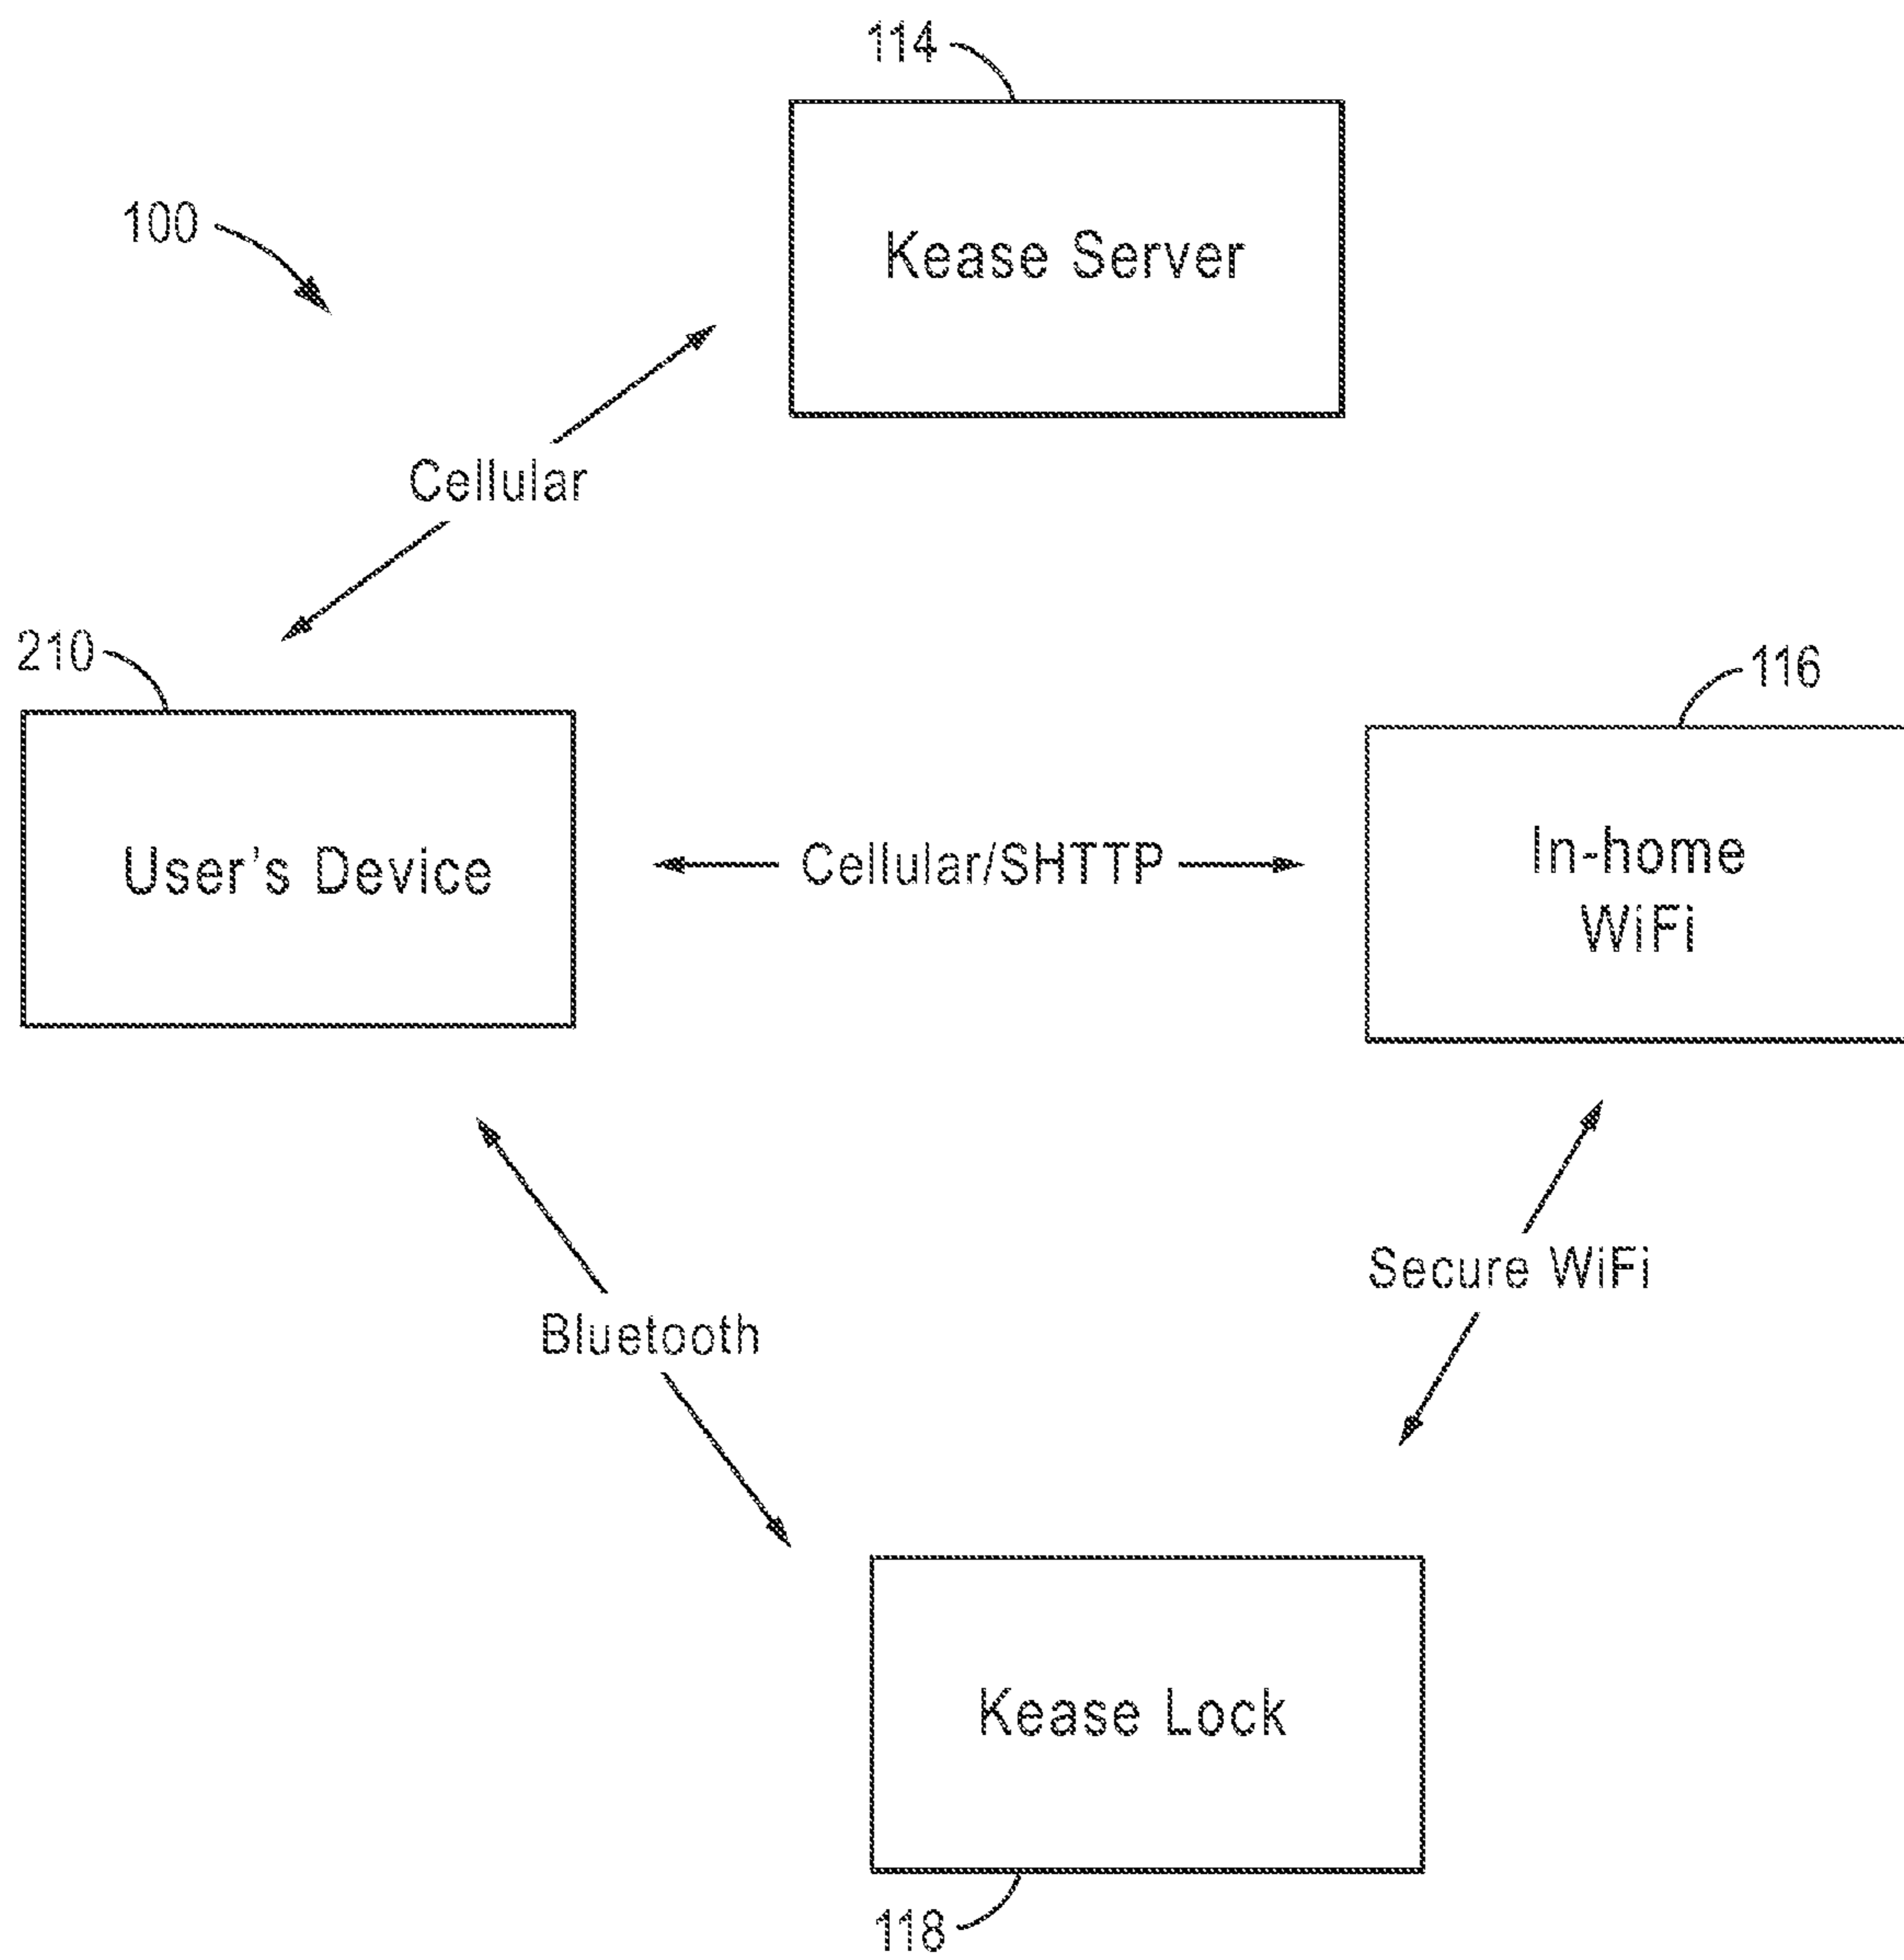 114
100
Kease Server
Cellular
210
116
User's Device
Cellular/SHTTP
In-home
WiFi
Secure WiFi
Bluetooth
Kease Lock
118